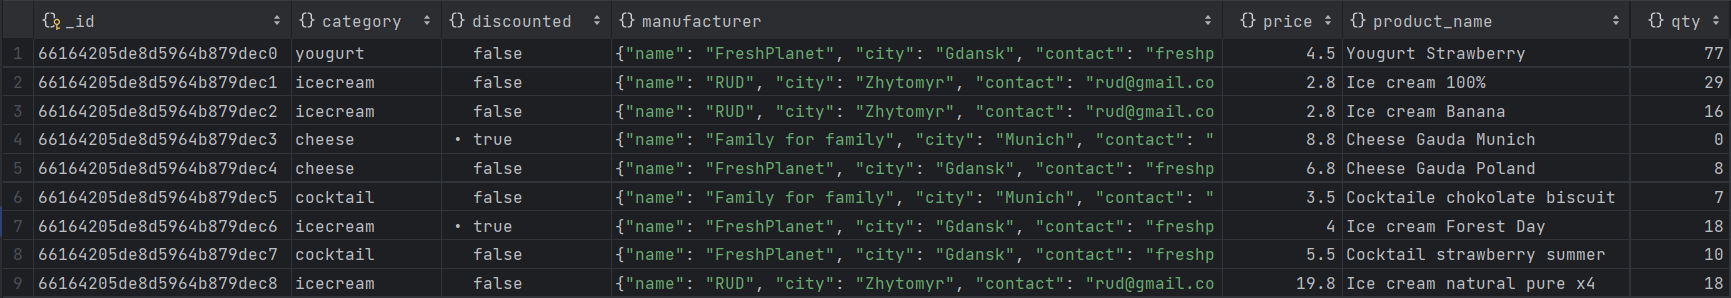 _id category discounted manufacturer price product_name qty
1 66164205de8d5964b879dec0 yougurt false {"name": "FreshPlanet", "city": "Gdansk", "contact": "freshp 4.5 Yougurt Strawberry 77
2 66164205de8d5964b879dec1 icecream false {"name": "RUD", "city": "Zhytomyr", "contact": "rud@gmail.co 2.8 Ice cream 100% 29
3 66164205de8d5964b879dec2 icecream false {"name": "RUD", "city": "Zhytomyr", "contact": "rud@gmail.co 2.8 Ice cream Banana 16
4 66164205de8d5964b879dec3 cheese • true {"name": "Family for family", "city": "Munich", "contact": " 8.8 Cheese Gauda Munich 0
5 66164205de8d5964b879dec4 cheese false {"name": "FreshPlanet", "city": "Gdansk", "contact": "freshp 6.8 Cheese Gauda Poland 8
6 66164205de8d5964b879dec5 cocktail false {"name": "Family for family", "city": "Munich", "contact": " 3.5 Cocktaile chokolate biscuit 7
7 66164205de8d5964b879dec6 icecream • true {"name": "FreshPlanet", "city": "Gdansk", "contact": "freshp 4 Ice cream Forest Day 18
8 66164205de8d5964b879dec7 cocktail false {"name": "FreshPlanet", "city": "Gdansk", "contact": "freshp 5.5 Cocktail strawberry summer 10
9 66164205de8d5964b879dec8 icecream false {"name": "RUD", "city": "Zhytomyr", "contact": "rud@gmail.co 19.8 Ice cream natural pure x4 18